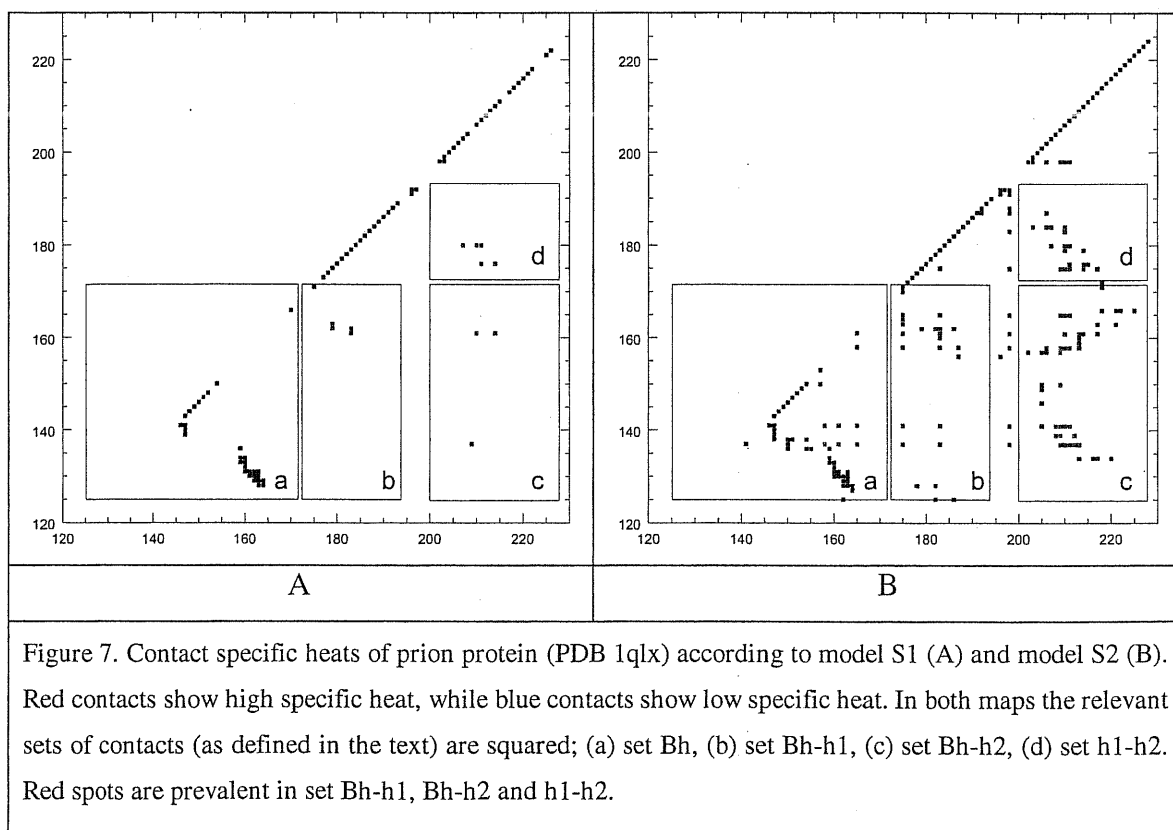 220
200
180
160
140
120
120
140
160
180
200
220
a
b
c
d
220
200
180
160
140
120
120
140
160
180
200
220
a
b
c
d
A
B
Figure 7. Contact specific heats of prion protein (PDB 1qlx) according to model S1 (A) and model S2 (B).
Red contacts show high specific heat, while blue contacts show low specific heat. In both maps the relevant
sets of contacts (as defined in the text) are squared; (a) set Bh, (b) set Bh-h1, (c) set Bh-h2, (d) set h1-h2.
Red spots are prevalent in set Bh-h1, Bh-h2 and h1-h2.